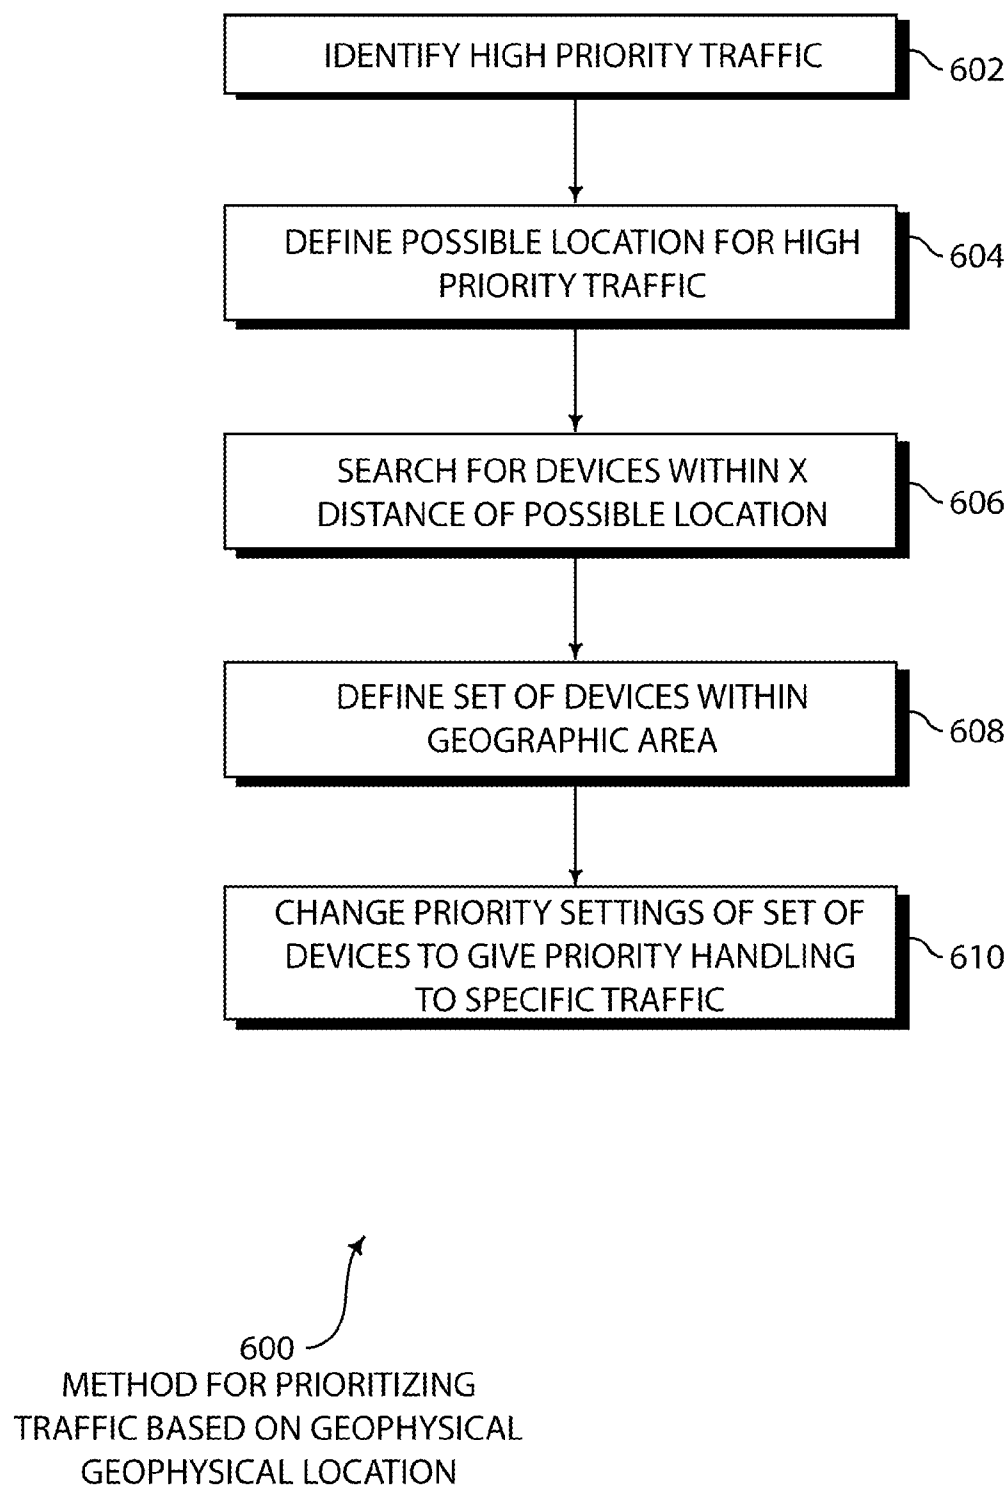 IDENTIFY HIGH PRIORITY TRAFFIC
602
DEFINE POSSIBLE LOCATION FOR HIGH
PRIORITY TRAFFIC
604
SEARCH FOR DEVICES WITHIN X
DISTANCE OF POSSIBLE LOCATION
606
DEFINE SET OF DEVICES WITHIN
GEOGRAPHIC AREA
608
CHANGE PRIORITY SETTINGS OF SET OF
DEVICES TO GIVE PRIORITY HANDLING
TO SPECIFIC TRAFFIC
610
600
METHOD FOR PRIORITIZING
TRAFFIC BASED ON GEOPHYSICAL
GEOPHYSICAL LOCATION